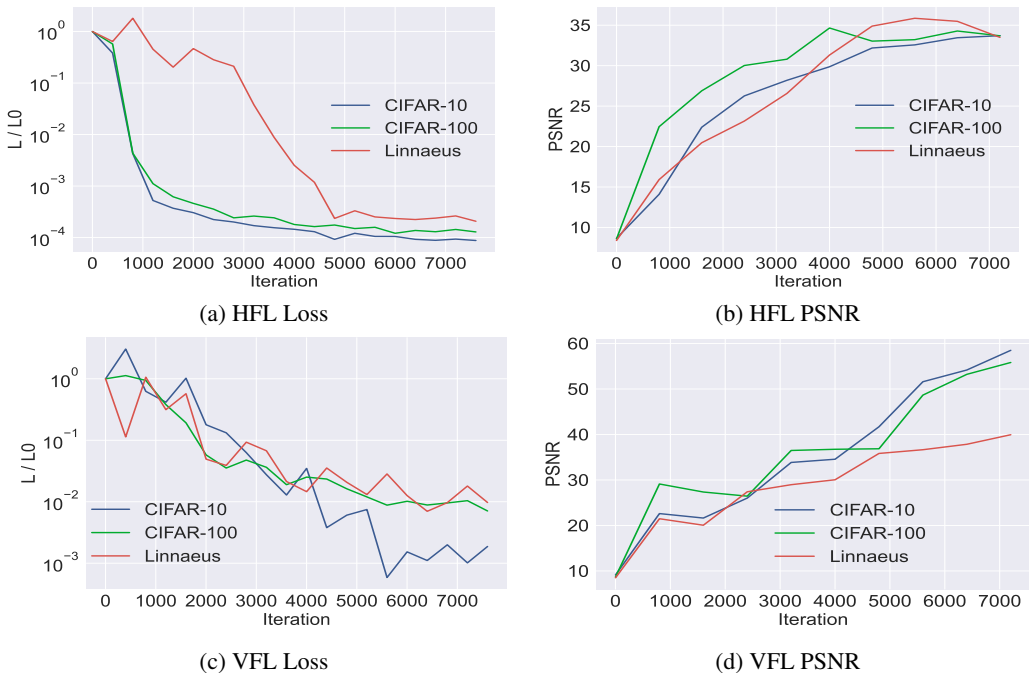 10^0
10^-1
10^-2
10^-3
10^-4
L / L0
CIFAR-10
CIFAR-100
Linnaeus
0 1000 2000 3000 4000 5000 6000 7000
Iteration
(a) HFL Loss
35
30
25
20
15
10
PSNR
CIFAR-10
CIFAR-100
Linnaeus
0 1000 2000 3000 4000 5000 6000 7000
Iteration
(b) HFL PSNR
10^0
10^-1
10^-2
10^-3
L / L0
CIFAR-10
CIFAR-100
Linnaeus
0 1000 2000 3000 4000 5000 6000 7000
Iteration
(c) VFL Loss
60
50
40
30
20
10
PSNR
CIFAR-10
CIFAR-100
Linnaeus
0 1000 2000 3000 4000 5000 6000 7000
Iteration
(d) VFL PSNR